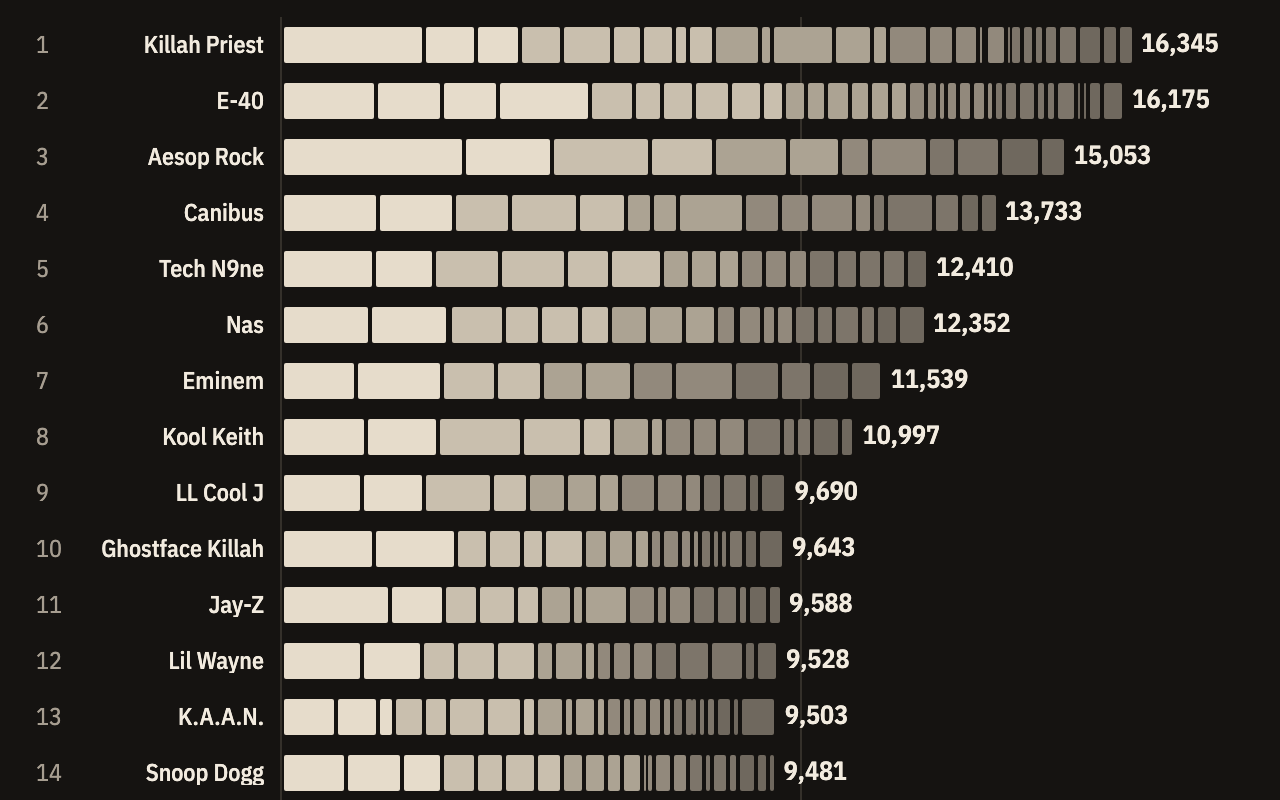 1 Killah Priest 16,345
2 E-40 16,175
3 Aesop Rock 15,053
4 Canibus 13,733
5 Tech N9ne 12,410
6 Nas 12,352
7 Eminem 11,539
8 Kool Keith 10,997
9 LL Cool J 9,690
10 Ghostface Killah 9,643
11 Jay-Z 9,588
12 Lil Wayne 9,528
13 K.A.A.N. 9,503
14 Snoop Dogg 9,481